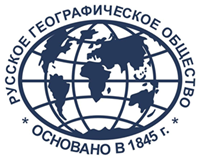 РУССКОЕ ГЕОГРАФИЧЕСКОЕ ОБЩЕСТВО
* ОСНОВАНО В 1845 г. *